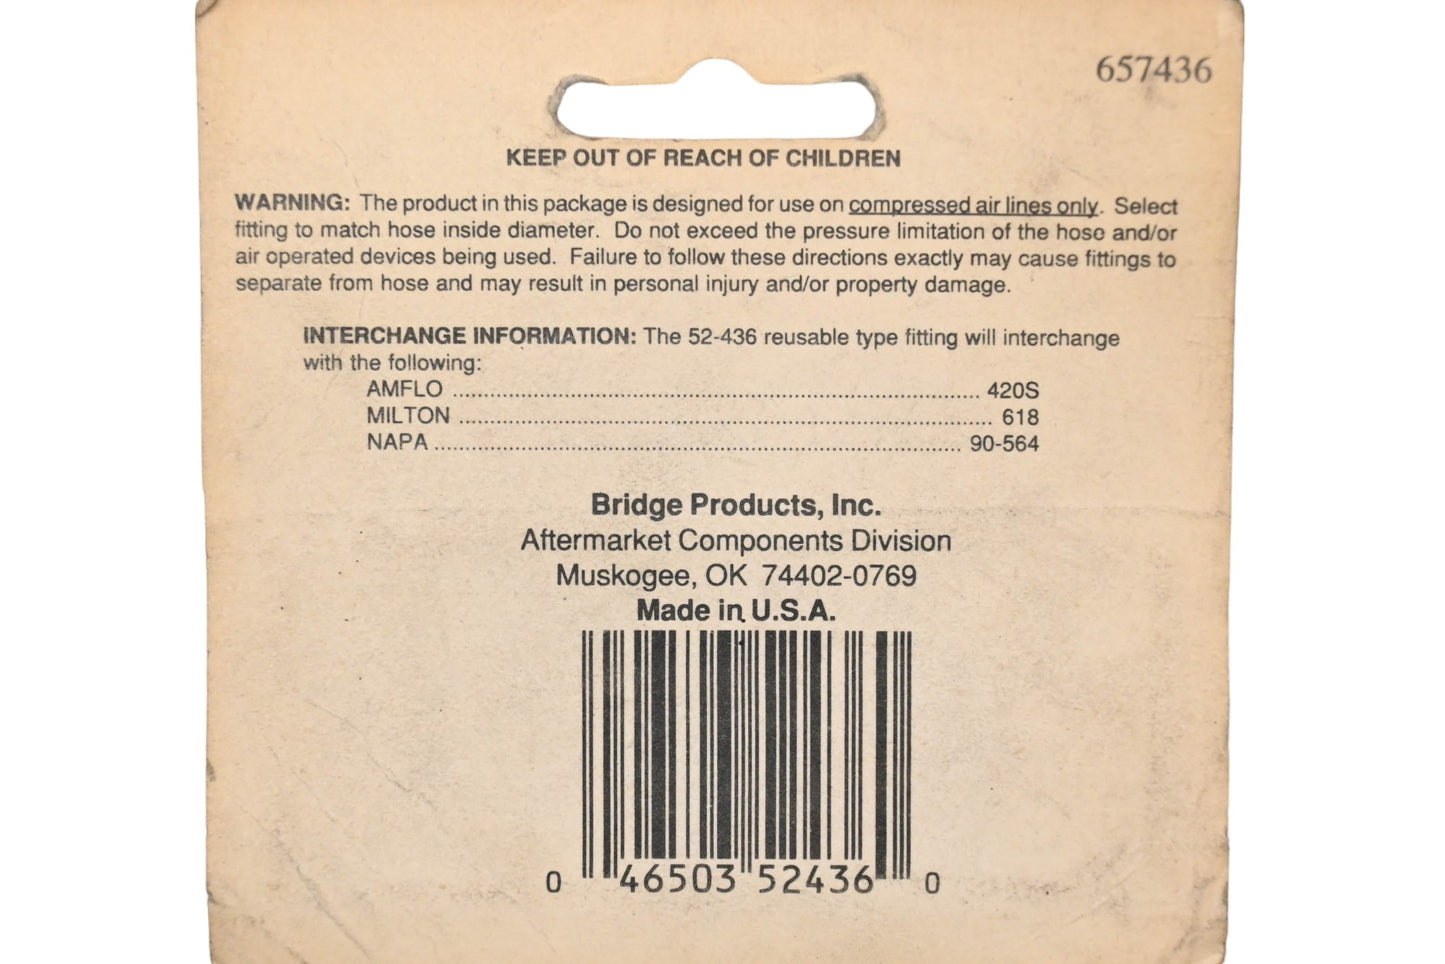 657436
KEEP OUT OF REACH OF CHILDREN
WARNING: The product in this package is designed for use on compressed air lines only. Select
fitting to match hose inside diameter. Do not exceed the pressure limitation of the hose and/or
air operated devices being used. Failure to follow these directions exactly may cause fittings to
separate from hose and may result in personal injury and/or property damage.
INTERCHANGE INFORMATION: The 52-436 reusable type fitting will interchange
with the following:
AMFLO ........................................................................................ 420S
MILTON ......................................................................................... 618
NAPA ........................................................................................ 90-564
Bridge Products, Inc.
Aftermarket Components Division
Muskogee, OK 74402-0769
Made in U.S.A.
0 46503 52436 0